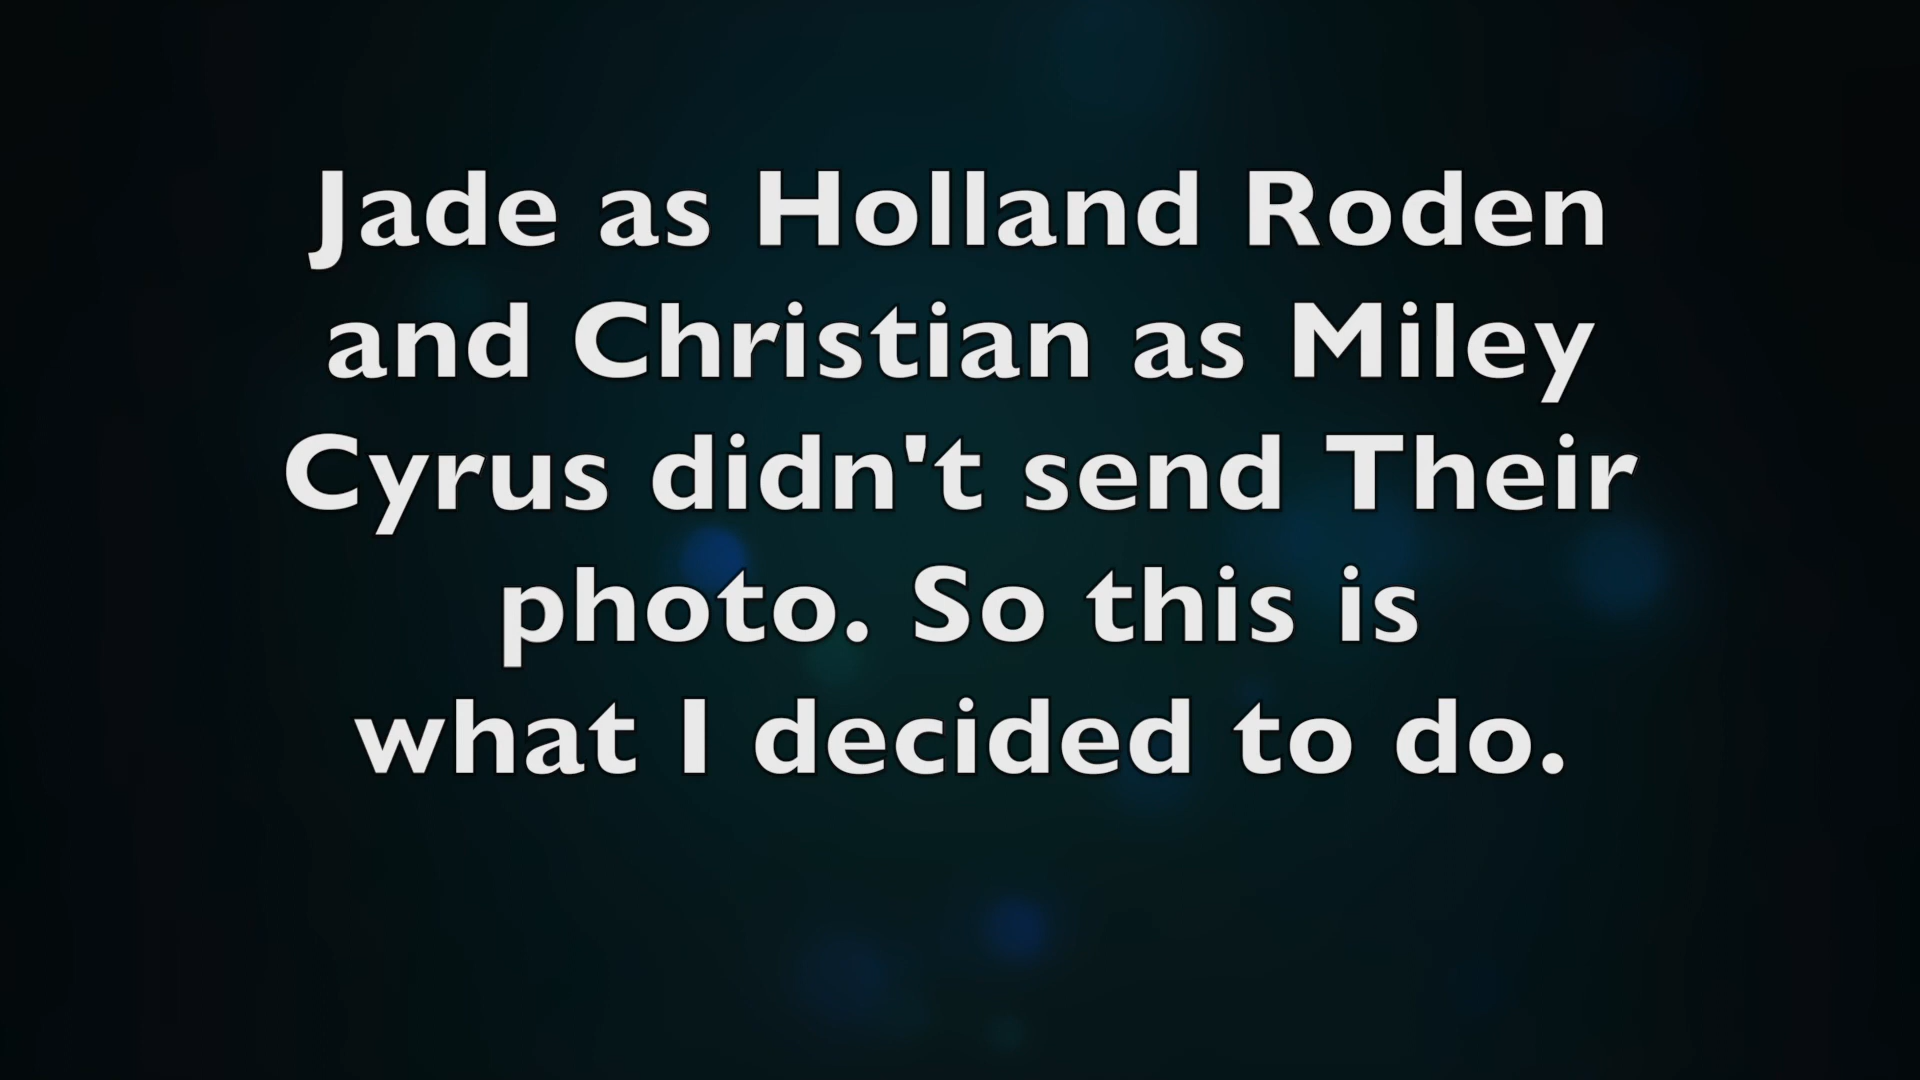 Jade as Holland Roden
and Christian as Miley
Cyrus didn't send Their
photo. So this is
what I decided to do.